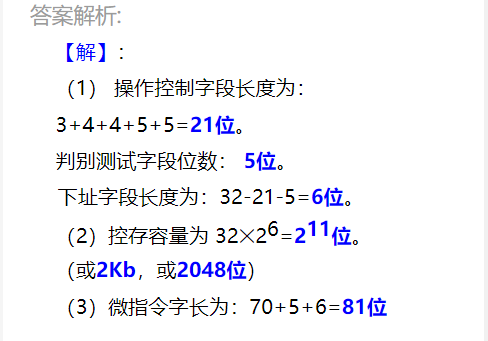 答案解析:
【解】:
（1） 操作控制字段长度为:
3+4+4+5+5=21位。
判别测试字段位数： 5位。
下址字段长度为：32-21-5=6位。
（2）控存容量为 32×2⁶=2¹¹位。
（或2Kb，或2048位）
（3）微指令字长为：70+5+6=81位